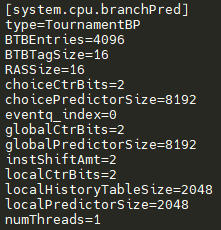 [system.cpu.branchPred]
type=TournamentBP
BTBEntries=4096
BTBTagSize=16
RASSize=16
choiceCtrBits=2
choicePredictorSize=8192
eventq_index=0
globalCtrBits=2
globalPredictorSize=8192
instShiftAmt=2
localCtrBits=2
localHistoryTableSize=2048
localPredictorSize=2048
numThreads=1